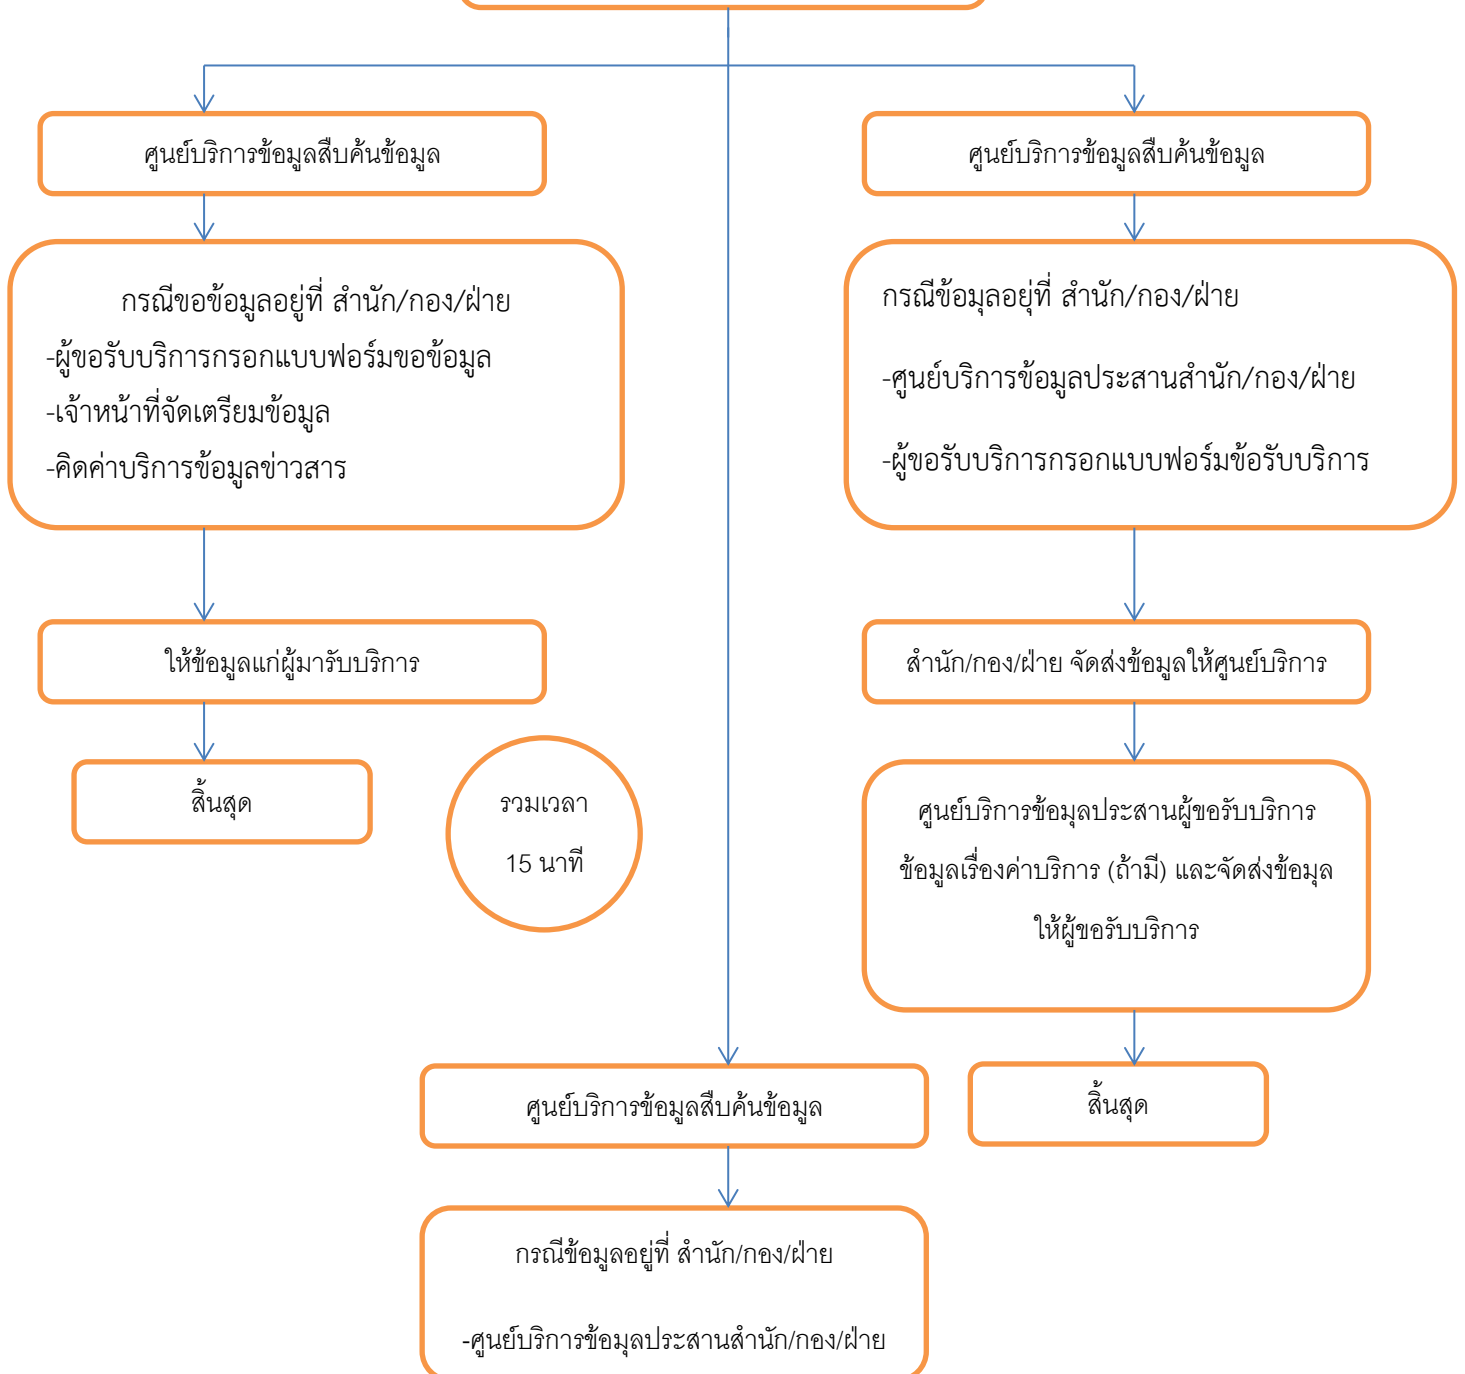 ศูนย์บริการข้อมูลสืบค้นข้อมูล
กรณีขอข้อมูลอยู่ที่ สำนัก/กอง/ฝ่าย
-ผู้ขอรับบริการกรอกแบบฟอร์มขอข้อมูล
-เจ้าหน้าที่จัดเตรียมข้อมูล
-คิดค่าบริการข้อมูลข่าวสาร
ให้ข้อมูลแก่ผู้มารับบริการ
สิ้นสุด
รวมเวลา
15 นาที
ศูนย์บริการข้อมูลสืบค้นข้อมูล
กรณีข้อมุลอยุ่ที่ สำนัก/กอง/ฝ่าย
-ศูนย์บริการข้อมูลประสานสำนัก/กอง/ฝ่าย
-ผู้ขอรับบริการกรอกแบบฟอร์มข้อรับบริการ
สำนัก/กอง/ฝ่าย จัดส่งข้อมูลให้ศูนย์บริการ
ศูนย์บริการข้อมุลประสานผู้ขอรับบริการ
ข้อมูลเรื่องค่าบริการ (ถ้ามี) และจัดส่งข้อมุล
ให้ผู้ขอรับบริการ
สิ้นสุด
ศูนย์บริการข้อมูลสืบค้นข้อมูล
กรณีข้อมูลอยู่ที่ สำนัก/กอง/ฝ่าย
-ศูนย์บริการข้อมุลประสานสำนัก/กอง/ฝ่าย